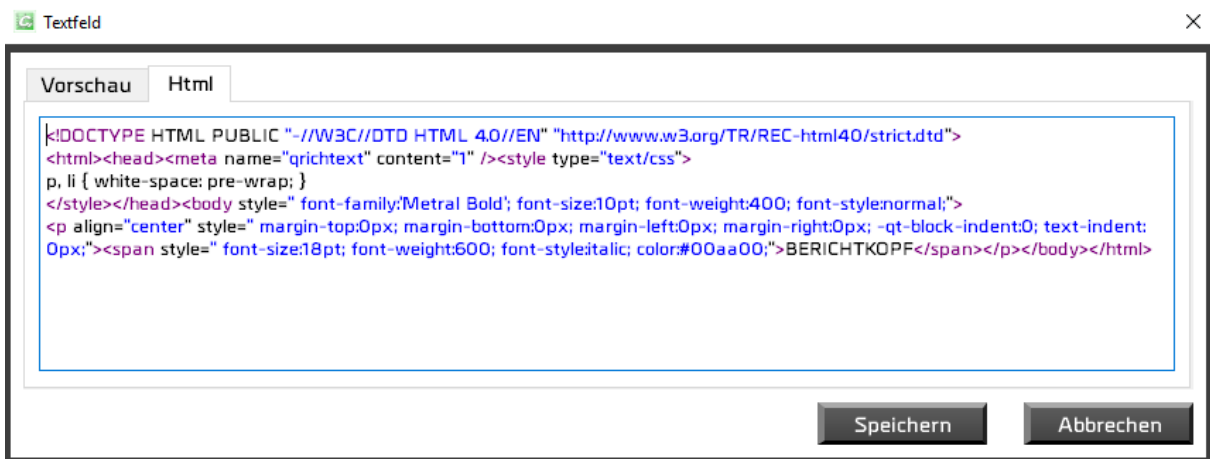 Textfeld
Vorschau Html
<!DOCTYPE HTML PUBLIC "-//W3C//DTD HTML 4.0//EN" "http://www.w3.org/TR/REC-html40/strict.dtd">
<html><head><meta name="qrichtext" content="1" /><style type="text/css">
p, li { white-space: pre-wrap; }
</style></head><body style=" font-family:'Metral Bold'; font-size:10pt; font-weight:400; font-style:normal;">
<p align="center" style=" margin-top:0px; margin-bottom:0px; margin-left:0px; margin-right:0px; -qt-block-indent:0; text-indent:
0px;"><span style=" font-size:18pt; font-weight:600; font-style:italic; color:#00aa00;">BERICHTKOPF</span></p></body></html>
Speichern Abbrechen